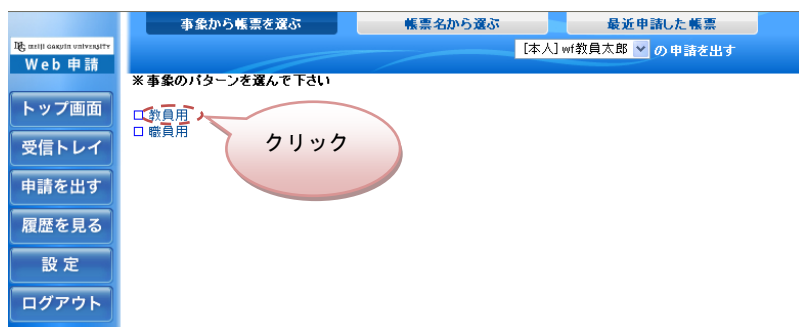 事象から帳票を選ぶ
帳票名から選ぶ
最近申請した帳票
meiji gakuin university
Web 申請
[本人] wf教員太郎 の申請を出す
※事象のパターンを選んで下さい
教員用
職員用
クリック
トップ画面
受信トレイ
申請を出す
履歴を見る
設定
ログアウト